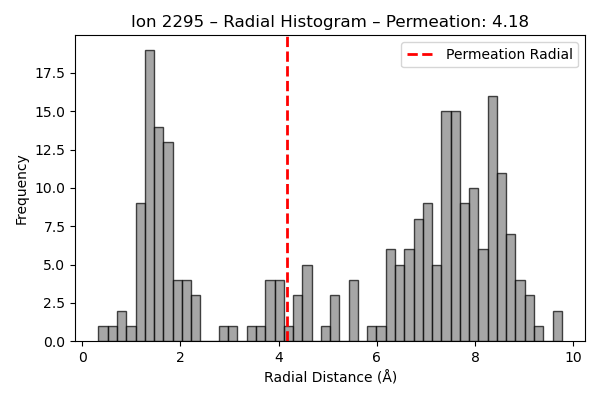 Ion 2295 – Radial Histogram – Permeation: 4.18
Permeation Radial
17.5
15.0
12.5
10.0
7.5
5.0
2.5
0.0
Frequency
0 2 4 6 8 10
Radial Distance (Å)